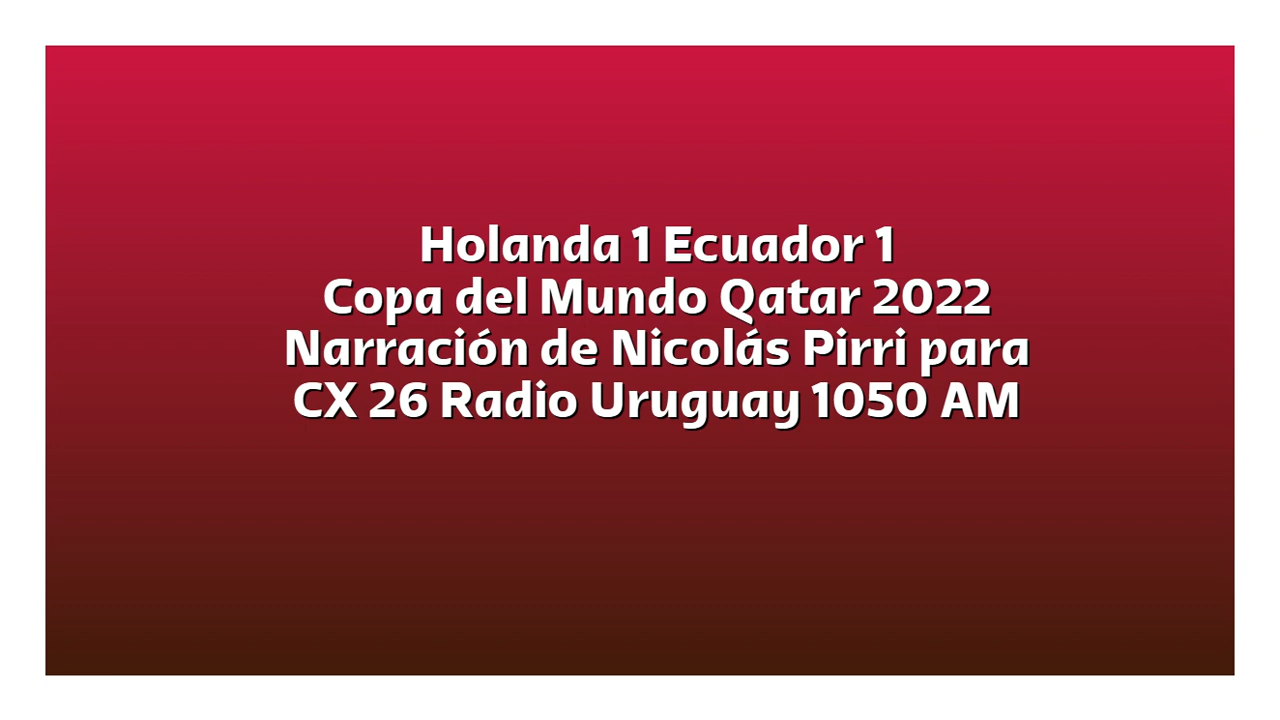 Holanda 1 Ecuador 1
Copa del Mundo Qatar 2022
Narración de Nicolás Pirri para
CX 26 Radio Uruguay 1050 AM